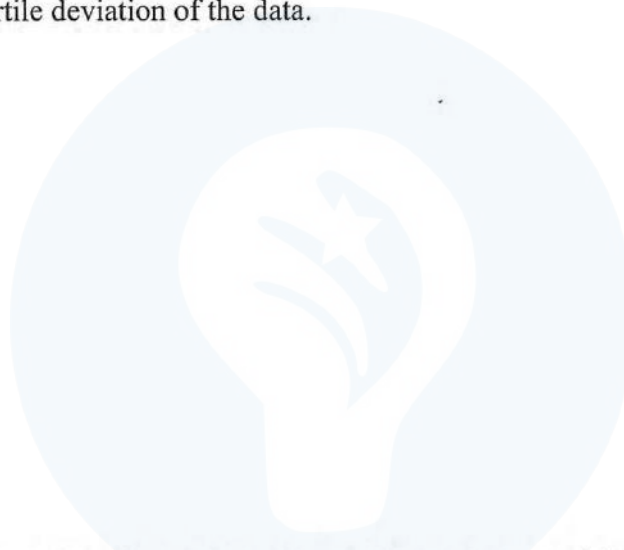 rtile deviation of the data.